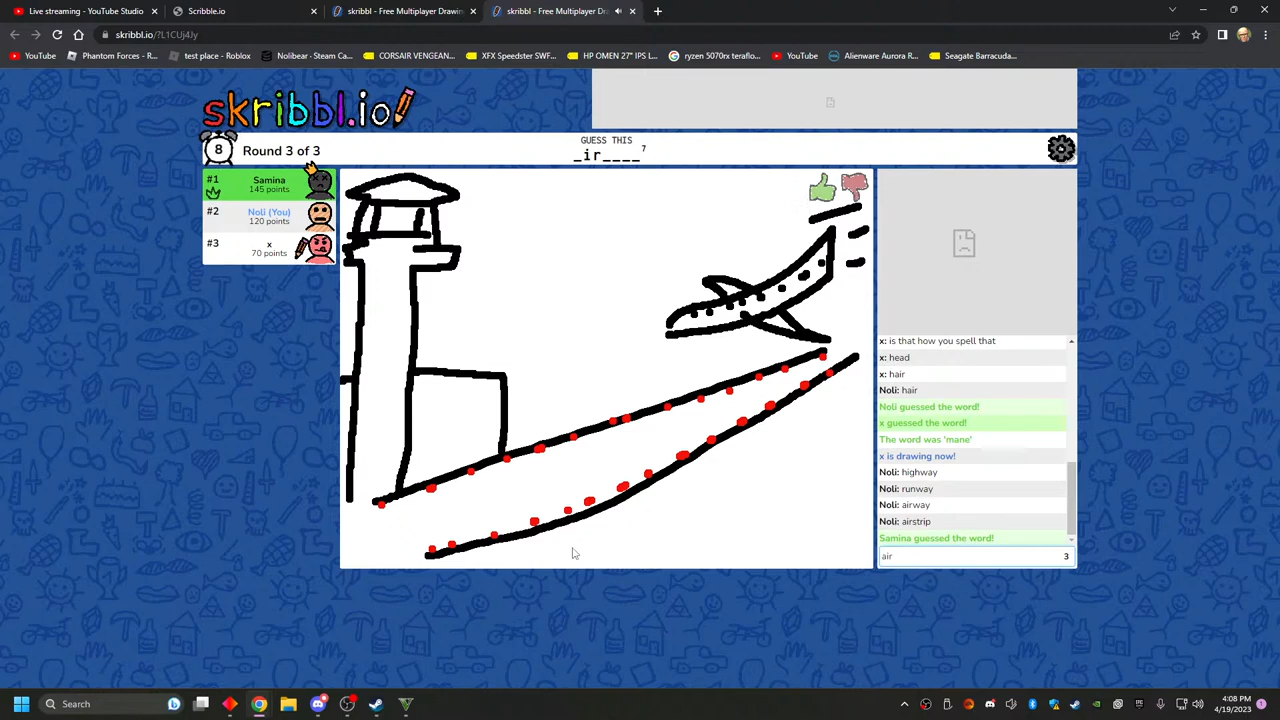 Live streaming - YouTube Studio
Scribble.io
skribbl - Free Multiplayer Drawin
skribbl - Free Multiplayer Dra
skribbl.io/?L1CUj4Jy
YouTube
Phantom Forces - R...
test place - Roblox
Nolibear - Steam Ca...
CORSAIR VENGEAN...
XFX Speedster SWF...
HP OMEN 27" IPS L...
ryzen 5070rx teraflo...
YouTube
Alienware Aurora R...
Seagate Barracuda...
skribbl.io
8
Round 3 of 3
GUESS THIS
_ir____ 7
#1
Samina
145 points
#2
Noli (You)
120 points
#3
x
70 points
x: is that how you spell that
x: head
x: hair
Noli: hair
Noli guessed the word!
x guessed the word!
The word was 'mane'
x is drawing now!
Noli: highway
Noli: runway
Noli: airway
Noli: airstrip
Samina guessed the word!
air
3
Search
4:08 PM
4/19/2023